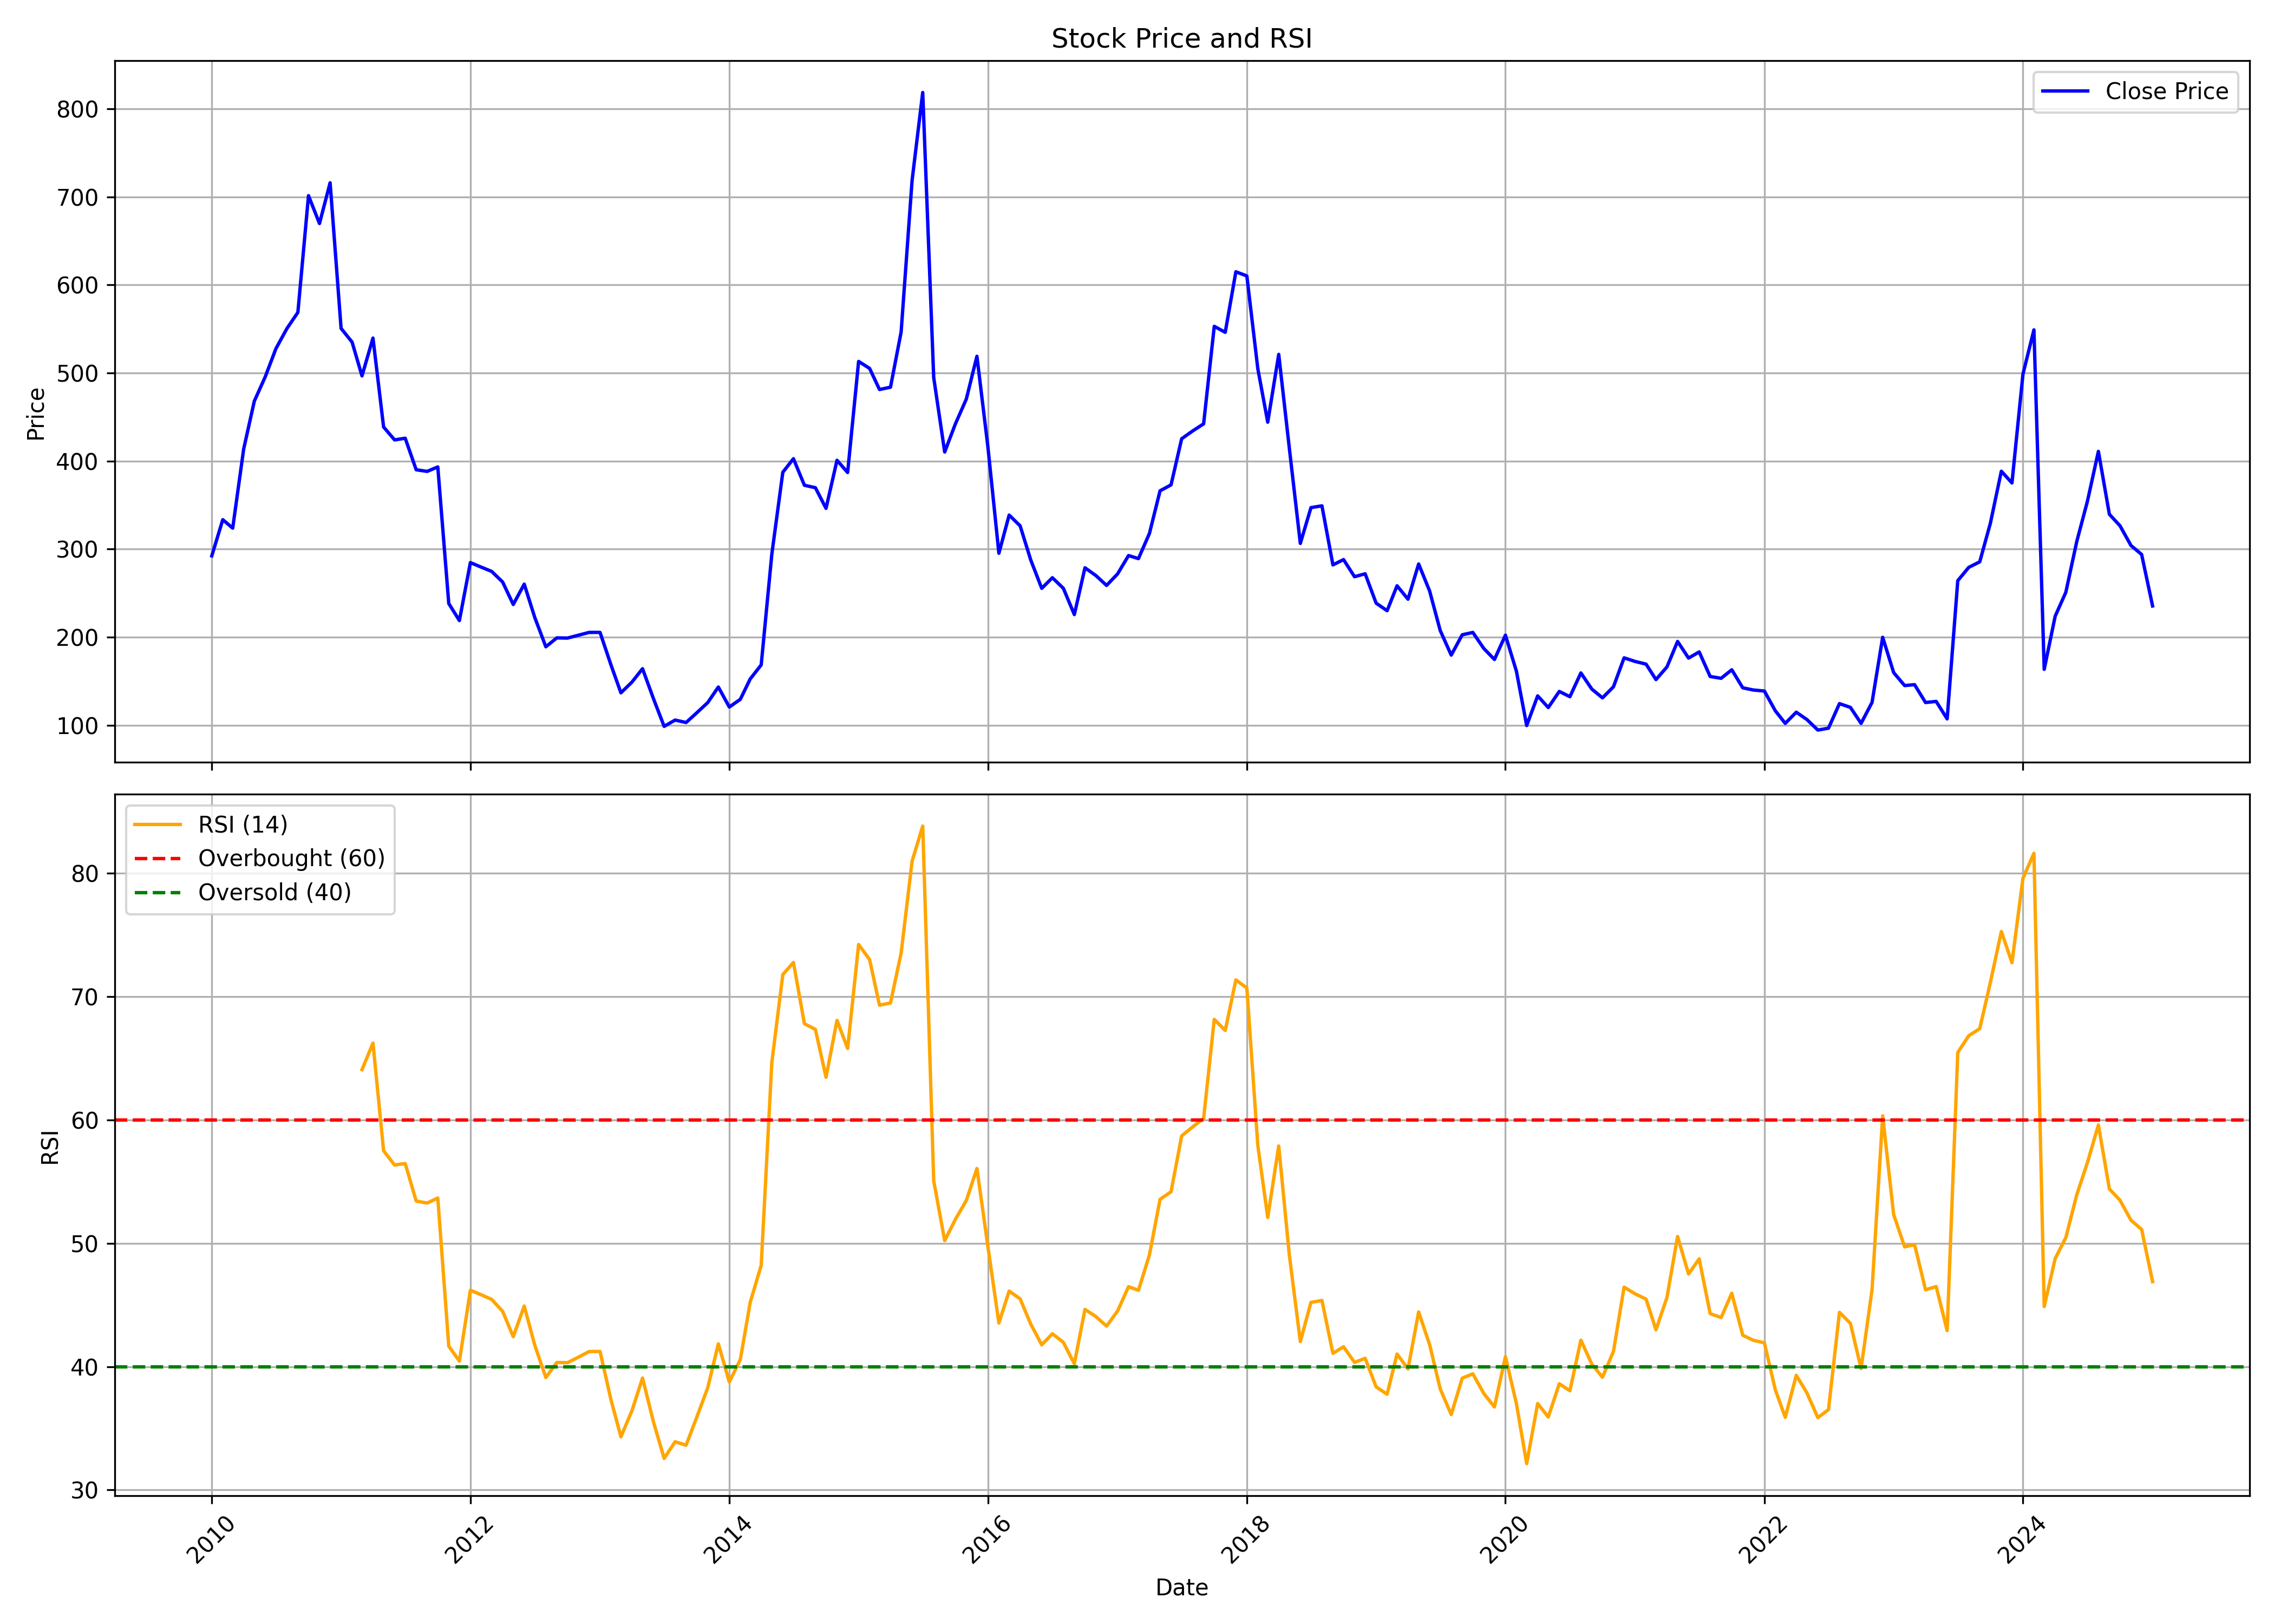 Stock Price and RSI
Close Price
800
700
600
500
400
300
200
100
Price
RSI (14)
Overbought (60)
Oversold (40)
80
70
60
50
40
30
RSI
2010 2012 2014 2016 2018 2020 2022 2024
Date